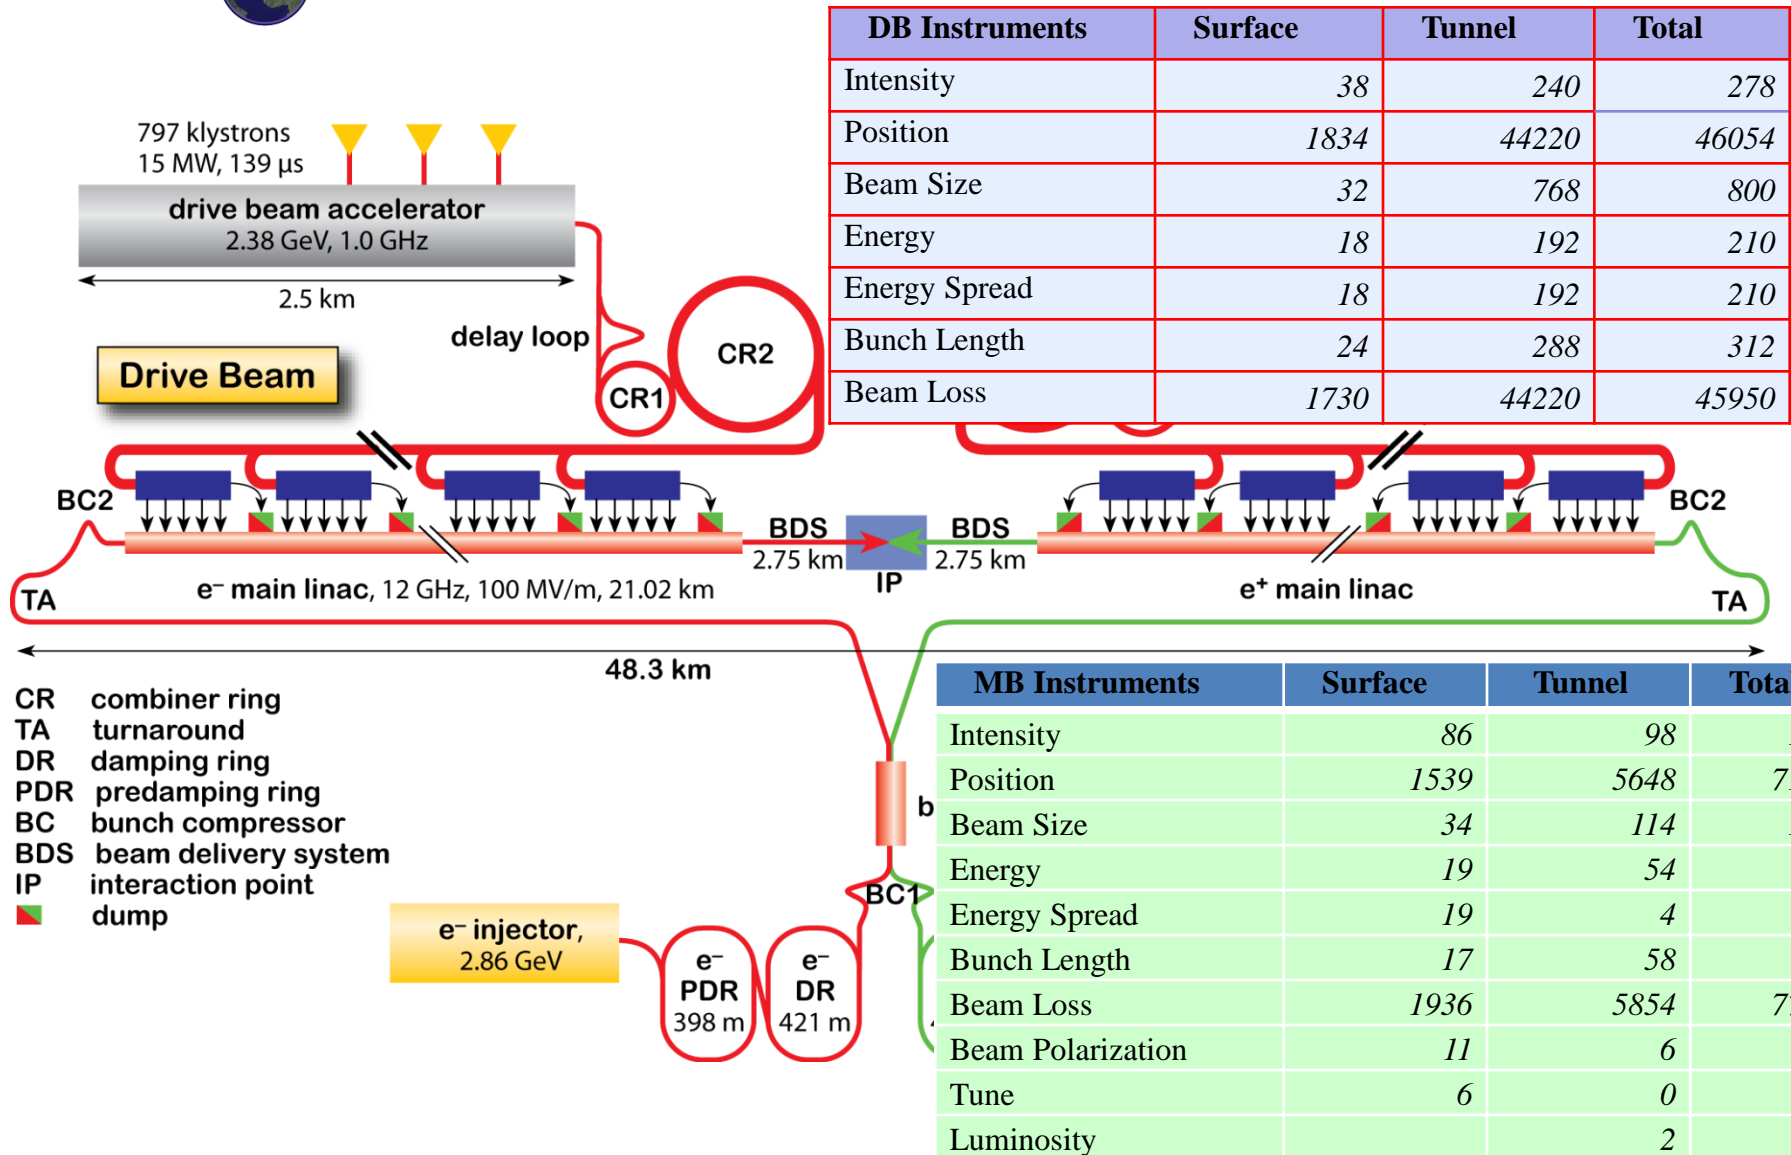 DB Instruments Surface Tunnel Total
Intensity 38 240 278
Position 1834 44220 46054
Beam Size 32 768 800
Energy 18 192 210
Energy Spread 18 192 210
Bunch Length 24 288 312
Beam Loss 1730 44220 45950
797 klystrons
15 MW, 139 µs
drive beam accelerator
2.38 GeV, 1.0 GHz
2.5 km
delay loop
CR2
CR1
Drive Beam
BC2
BDS
2.75 km
IP
BDS
2.75 km
BC2
e– main linac, 12 GHz, 100 MV/m, 21.02 km
e+ main linac
TA
TA
48.3 km
CR combiner ring
TA turnaround
DR damping ring
PDR predamping ring
BC bunch compressor
BDS beam delivery system
IP interaction point
dump
b
BC1
e– injector,
2.86 GeV
e–
PDR
398 m
e–
DR
421 m
MB Instruments Surface Tunnel Tota
Intensity 86 98
Position 1539 5648 7
Beam Size 34 114
Energy 19 54
Energy Spread 19 4
Bunch Length 17 58
Beam Loss 1936 5854 7
Beam Polarization 11 6
Tune 6 0
Luminosity 2